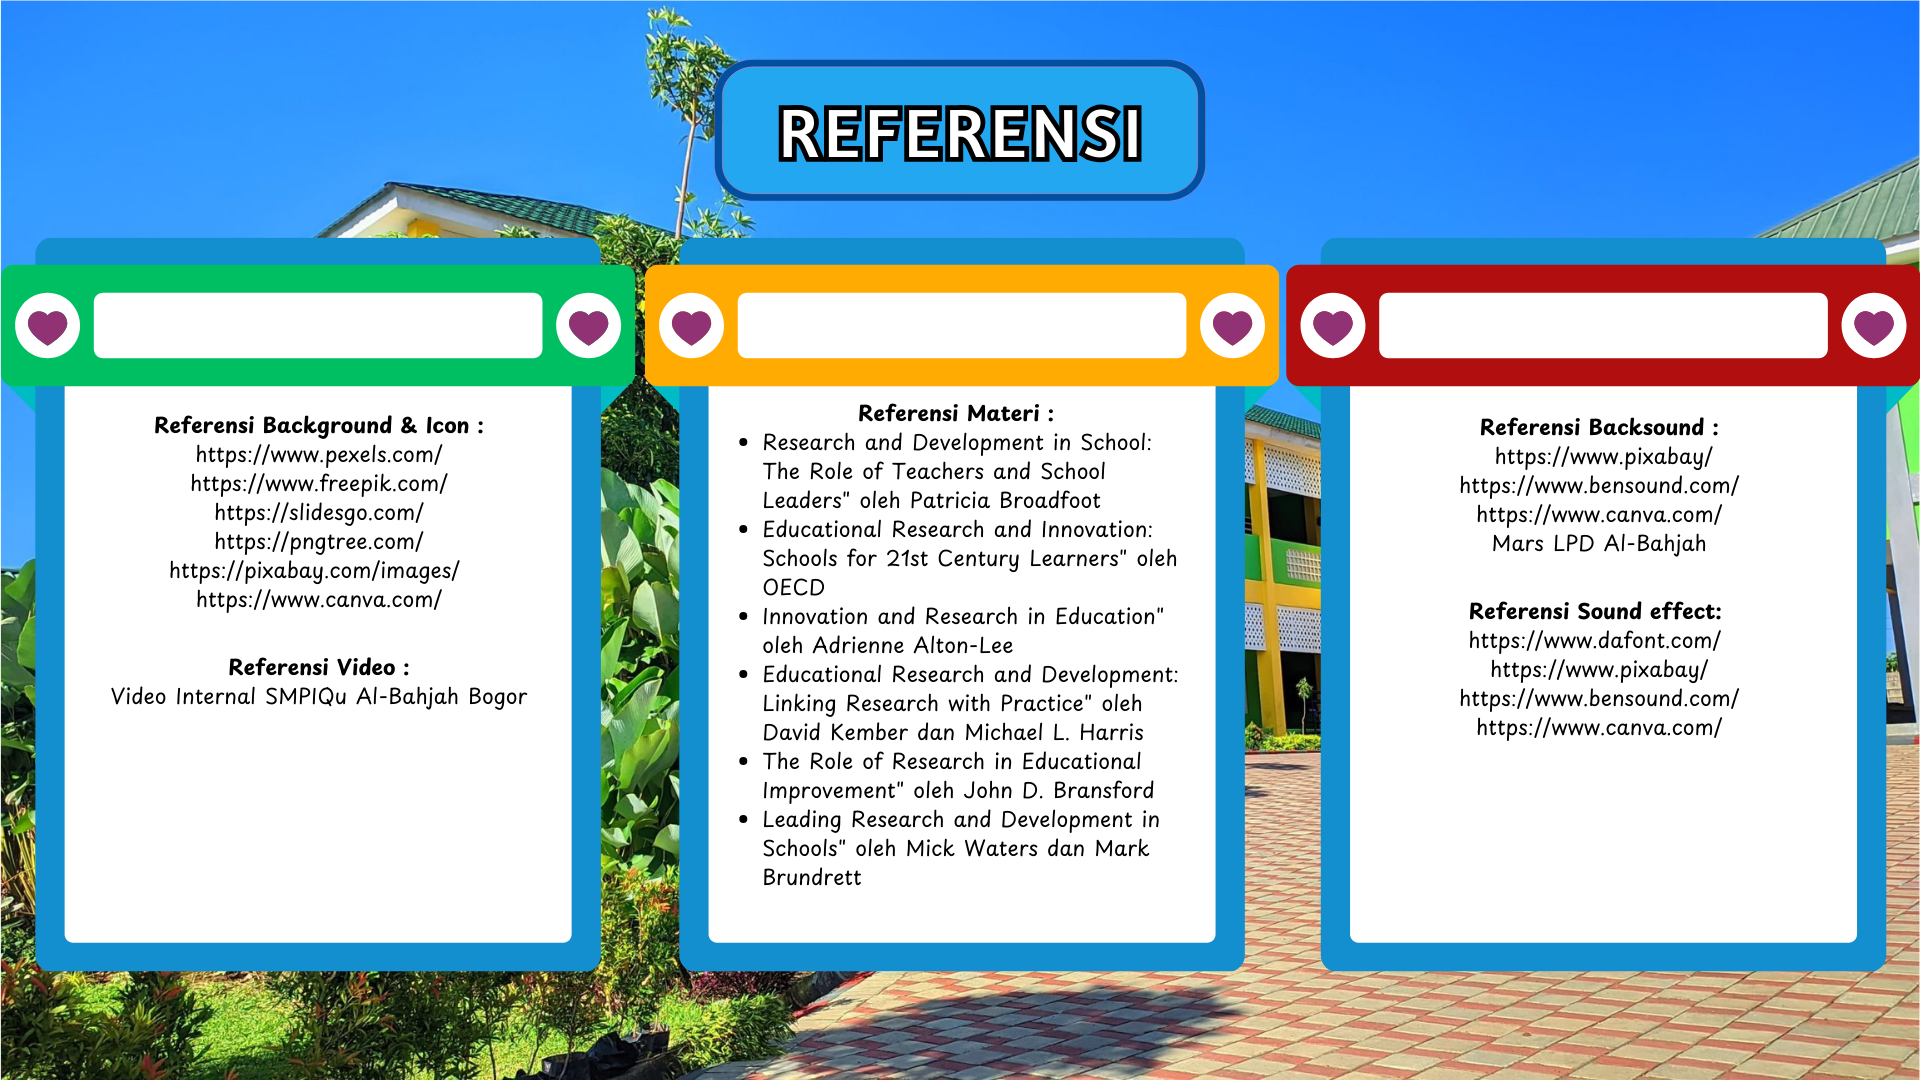 REFERENSI
Referensi Background & Icon :
https://www.pexels.com/
https://www.freepik.com/
https://slidesgo.com/
https://pngtree.com/
https://pixabay.com/images/
https://www.canva.com/
Referensi Video :
Video Internal SMPIQu Al-Bahjah Bogor
Referensi Materi :
• Research and Development in School:
The Role of Teachers and School
Leaders" oleh Patricia Broadfoot
• Educational Research and Innovation:
Schools for 21st Century Learners" oleh
OECD
• Innovation and Research in Education"
oleh Adrienne Alton-Lee
• Educational Research and Development:
Linking Research with Practice" oleh
David Kember dan Michael L. Harris
• The Role of Research in Educational
Improvement" oleh John D. Bransford
• Leading Research and Development in
Schools" oleh Mick Waters dan Mark
Brundrett
Referensi Backsound :
https://www.pixabay/
https://www.bensound.com/
https://www.canva.com/
Mars LPD Al-Bahjah
Referensi Sound effect:
https://www.dafont.com/
https://www.pixabay/
https://www.bensound.com/
https://www.canva.com/